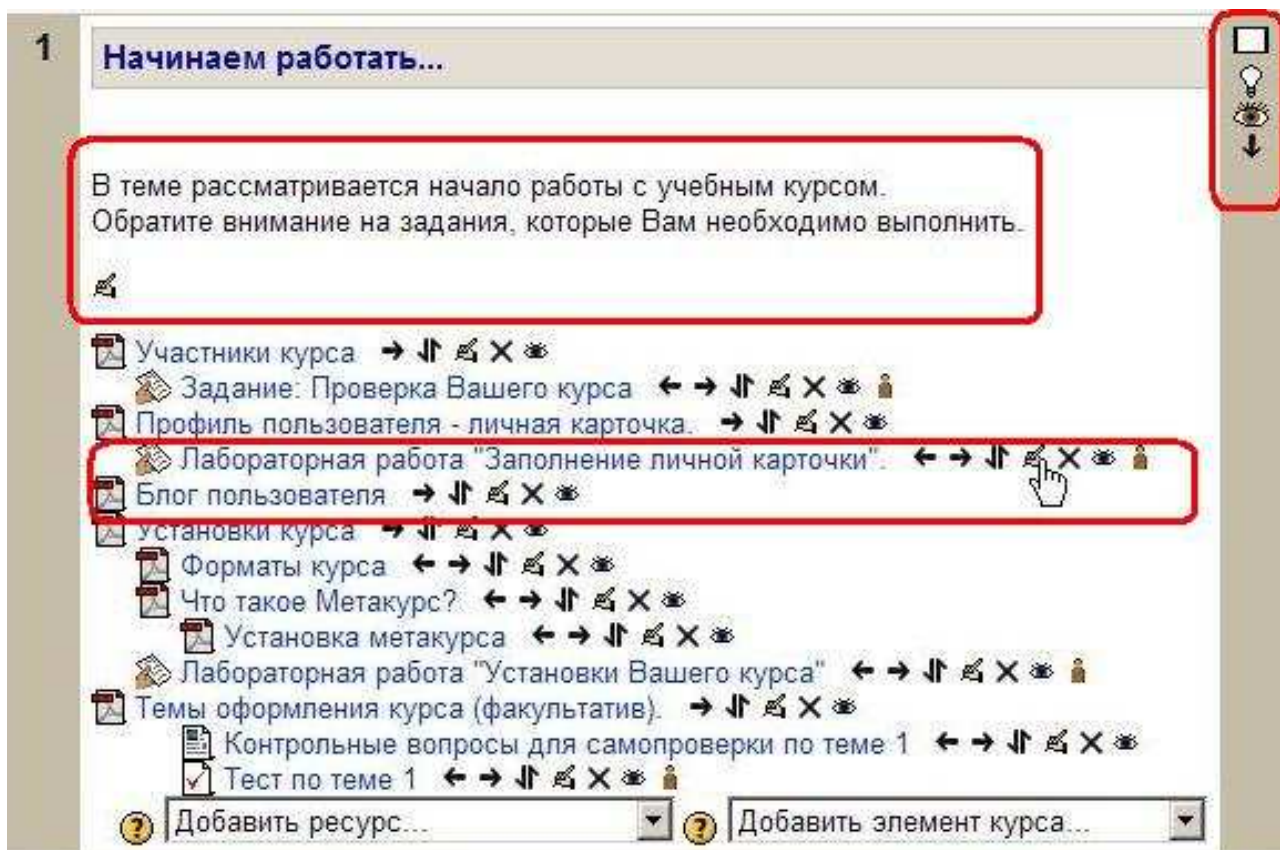 1
Начинаем работать...
В теме рассматривается начало работы с учебным курсом.
Обратите внимание на задания, которые Вам необходимо выполнить.
Участники курса
Задание: Проверка Вашего курса
Профиль пользователя - личная карточка.
Лабораторная работа "Заполнение личной карточки".
Блог пользователя
Установки курса
Форматы курса
Что такое Метакурс?
Установка метакурса
Лабораторная работа "Установки Вашего курса"
Темы оформления курса (факультатив).
Контрольные вопросы для самопроверки по теме 1
Тест по теме 1
? Добавить ресурс... ? Добавить элемент курса...